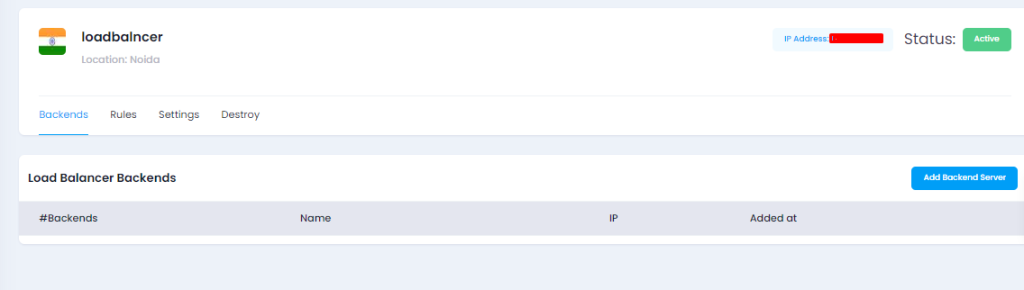 loadbalncer
Location: Noida
IP Address:
Status: Active
Backends Rules Settings Destroy
Load Balancer Backends
Add Backend Server
#Backends Name IP Added at